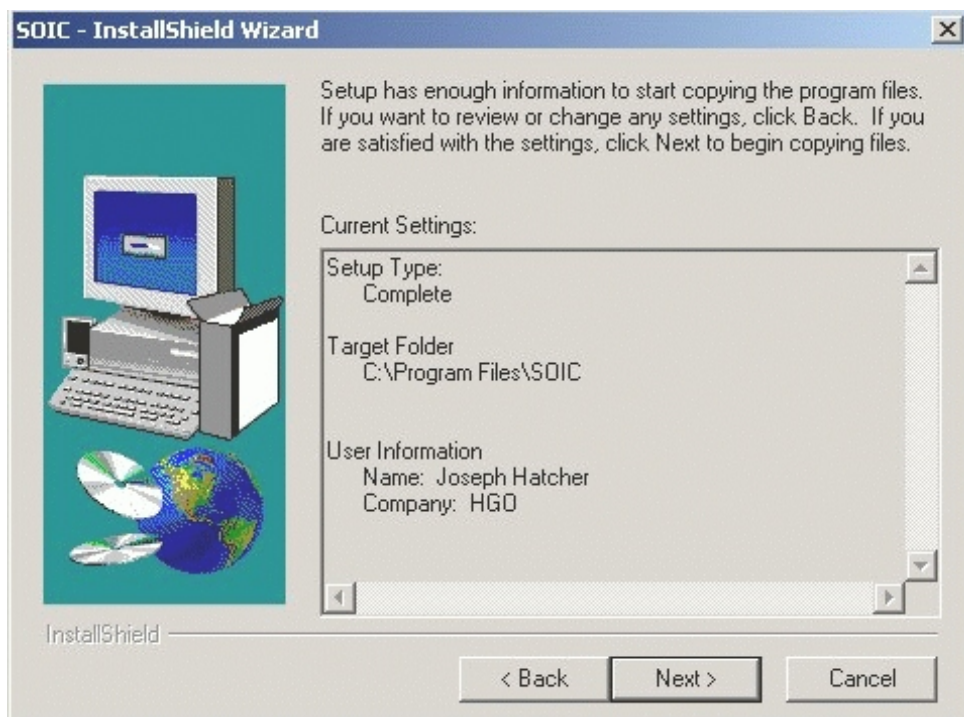 SOIC - InstallShield Wizard
Setup has enough information to start copying the program files.
If you want to review or change any settings, click Back. If you
are satisfied with the settings, click Next to begin copying files.
Current Settings:
Setup Type:
Complete
Target Folder
C:\Program Files\SOIC
User Information
Name: Joseph Hatcher
Company: HGO
InstallShield
< Back
Next >
Cancel